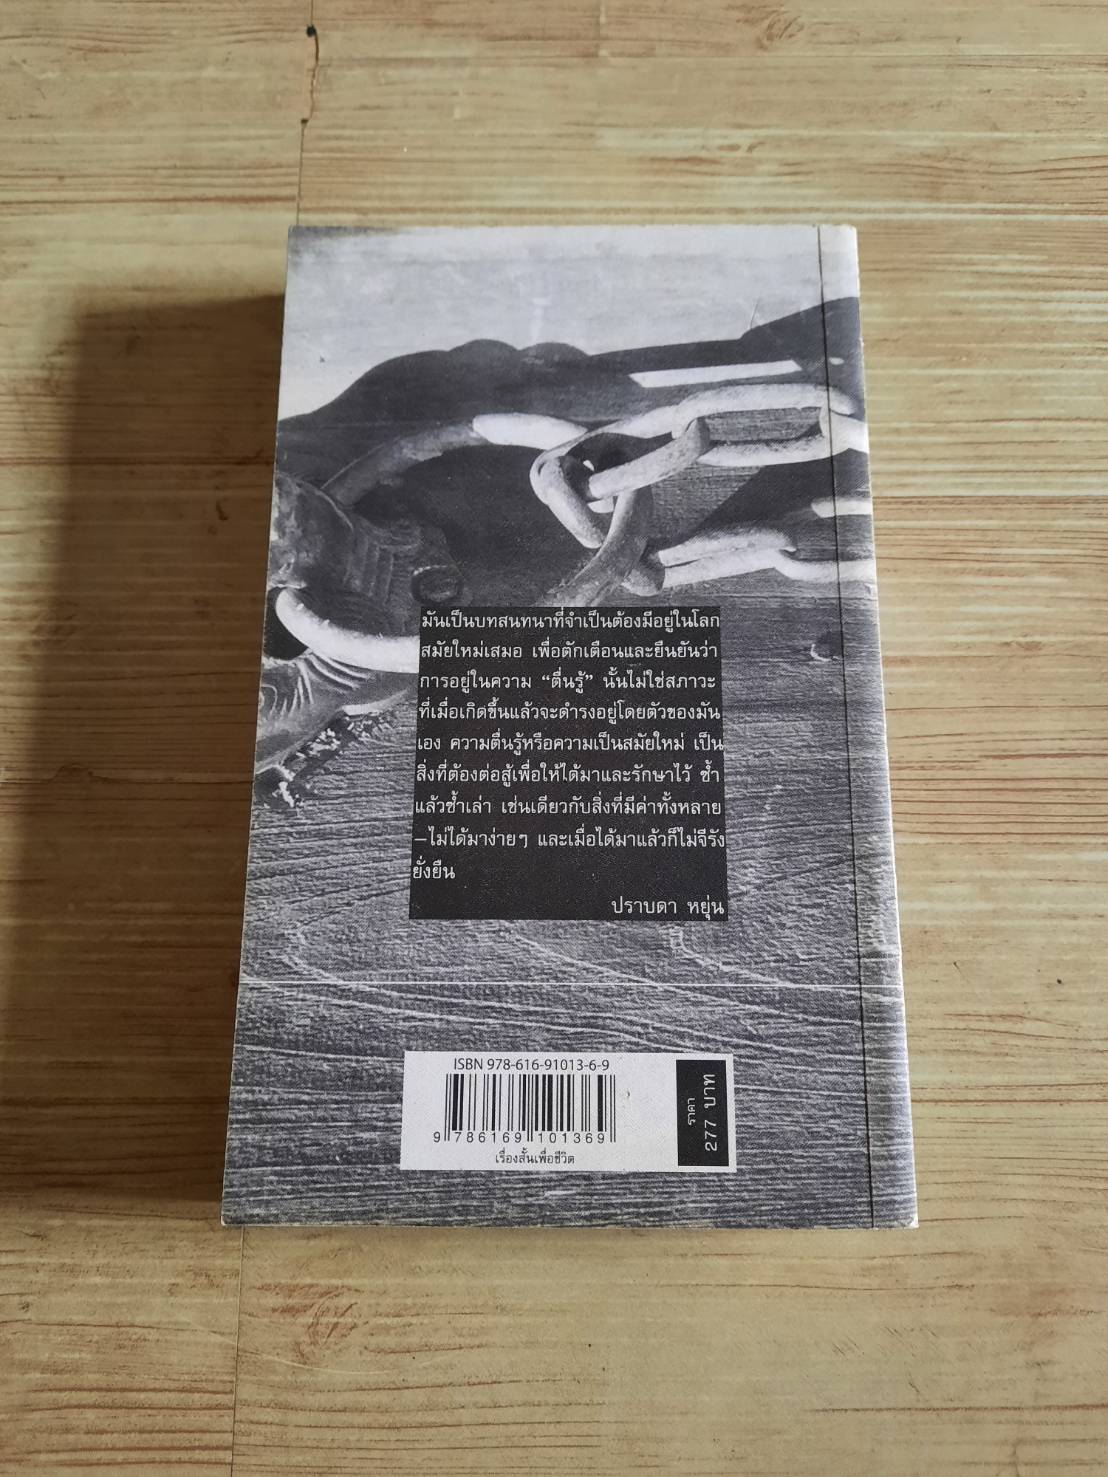 มันเป็นบทสนทนาที่จำเป็นต้องมีอยู่ในโลก
สมัยใหม่เสมอ เพื่อตักเตือนและยืนยันว่า
การอยู่ในความ “ตื่นรู้” นั้นไม่ใช่สภาวะ
ที่เมื่อเกิดขึ้นแล้วจะดำรงอยู่โดยตัวของมัน
เอง ความตื่นรู้หรือความเป็นสมัยใหม่ เป็น
สิ่งที่ต้องต่อสู้เพื่อให้ได้มาและรักษาไว้ ซ้ำ
แล้วซ้ำเล่า เช่นเดียวกับสิ่งที่มีค่าทั้งหลาย
–ไม่ได้มาง่ายๆ และเมื่อได้มาแล้วก็ไม่จีรัง
ยั่งยืน
ปราบดา หยุ่น
ISBN 978-616-91013-6-9
9 786169 101369
เรื่องสั้นเพื่อชีวิต
ราคา
277 บาท